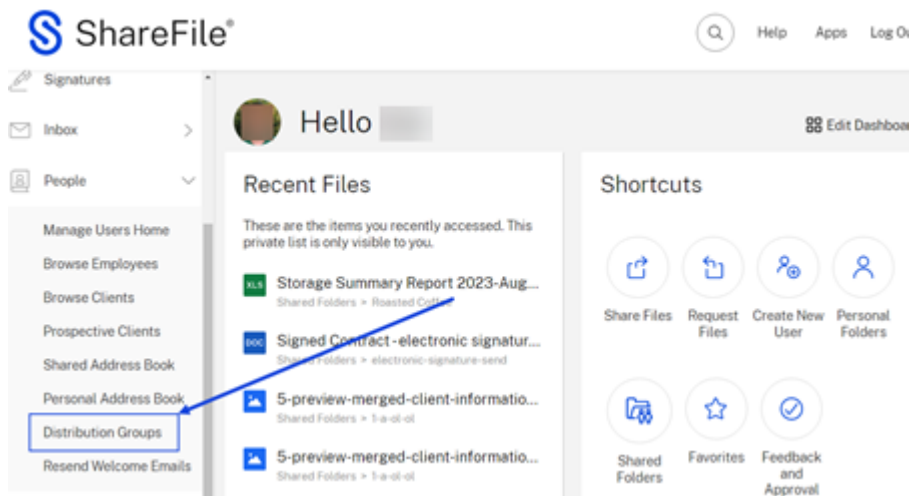 ShareFile®
Help Apps Log Ou
Signatures
Inbox
People
Manage Users Home
Browse Employees
Browse Clients
Prospective Clients
Shared Address Book
Personal Address Book
Distribution Groups
Resend Welcome Emails
Hello
Edit Dashboar
Recent Files
These are the items you recently accessed. This
private list is only visible to you.
XLS
Storage Summary Report 2023-Aug...
Shared Folders > Roasted Coffee
DOC
Signed Contract - electronic signatur...
Shared Folders > electronic-signature-send
5-preview-merged-client-informatio...
Shared Folders > 1-a-ol-ol
5-preview-merged-client-informatio...
Shared Folders > 1-a-ol-ol
Shortcuts
Share Files
Request
Files
Create New
User
Personal
Folders
Shared
Folders
Favorites
Feedback
and
Approval